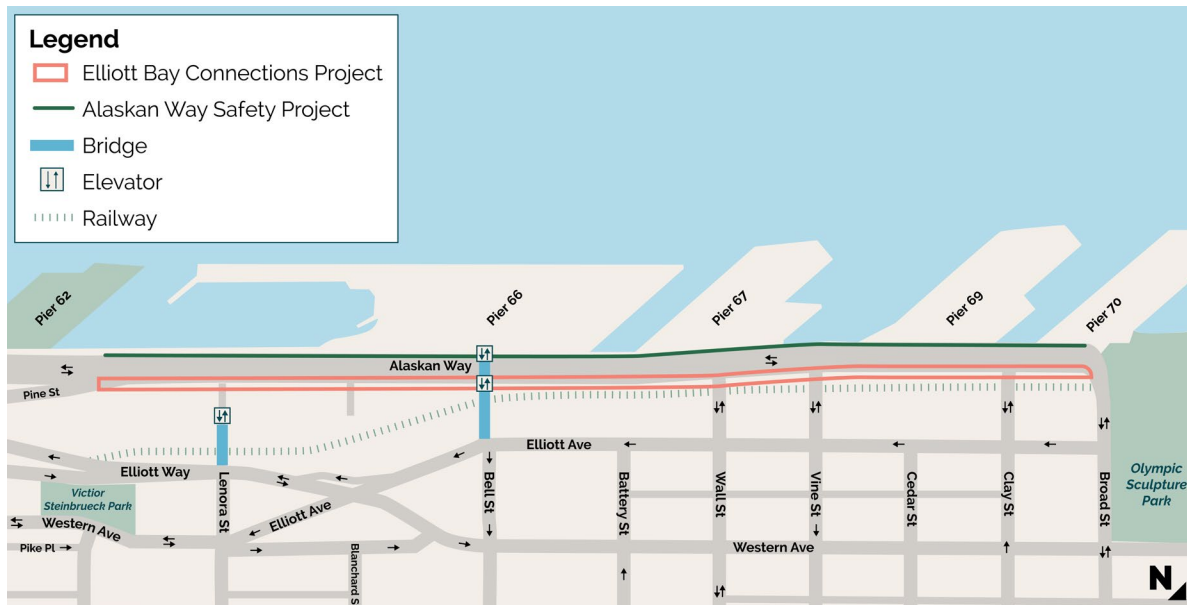 Legend
Elliott Bay Connections Project
Alaskan Way Safety Project
Bridge
Elevator
Railway
Pier 62
Pier 66
Pier 67
Pier 69
Pier 70
Alaskan Way
Pine St
Elliott Ave
Elliott Way
Victior
Steinbrueck Park
Western Ave
Pike Pl
Lenora St
Elliott Ave
Blanchard S
Bell St
Battery St
Wall St
Vine St
Cedar St
Clay St
Broad St
Olympic
Sculpture
Park
Western Ave
N